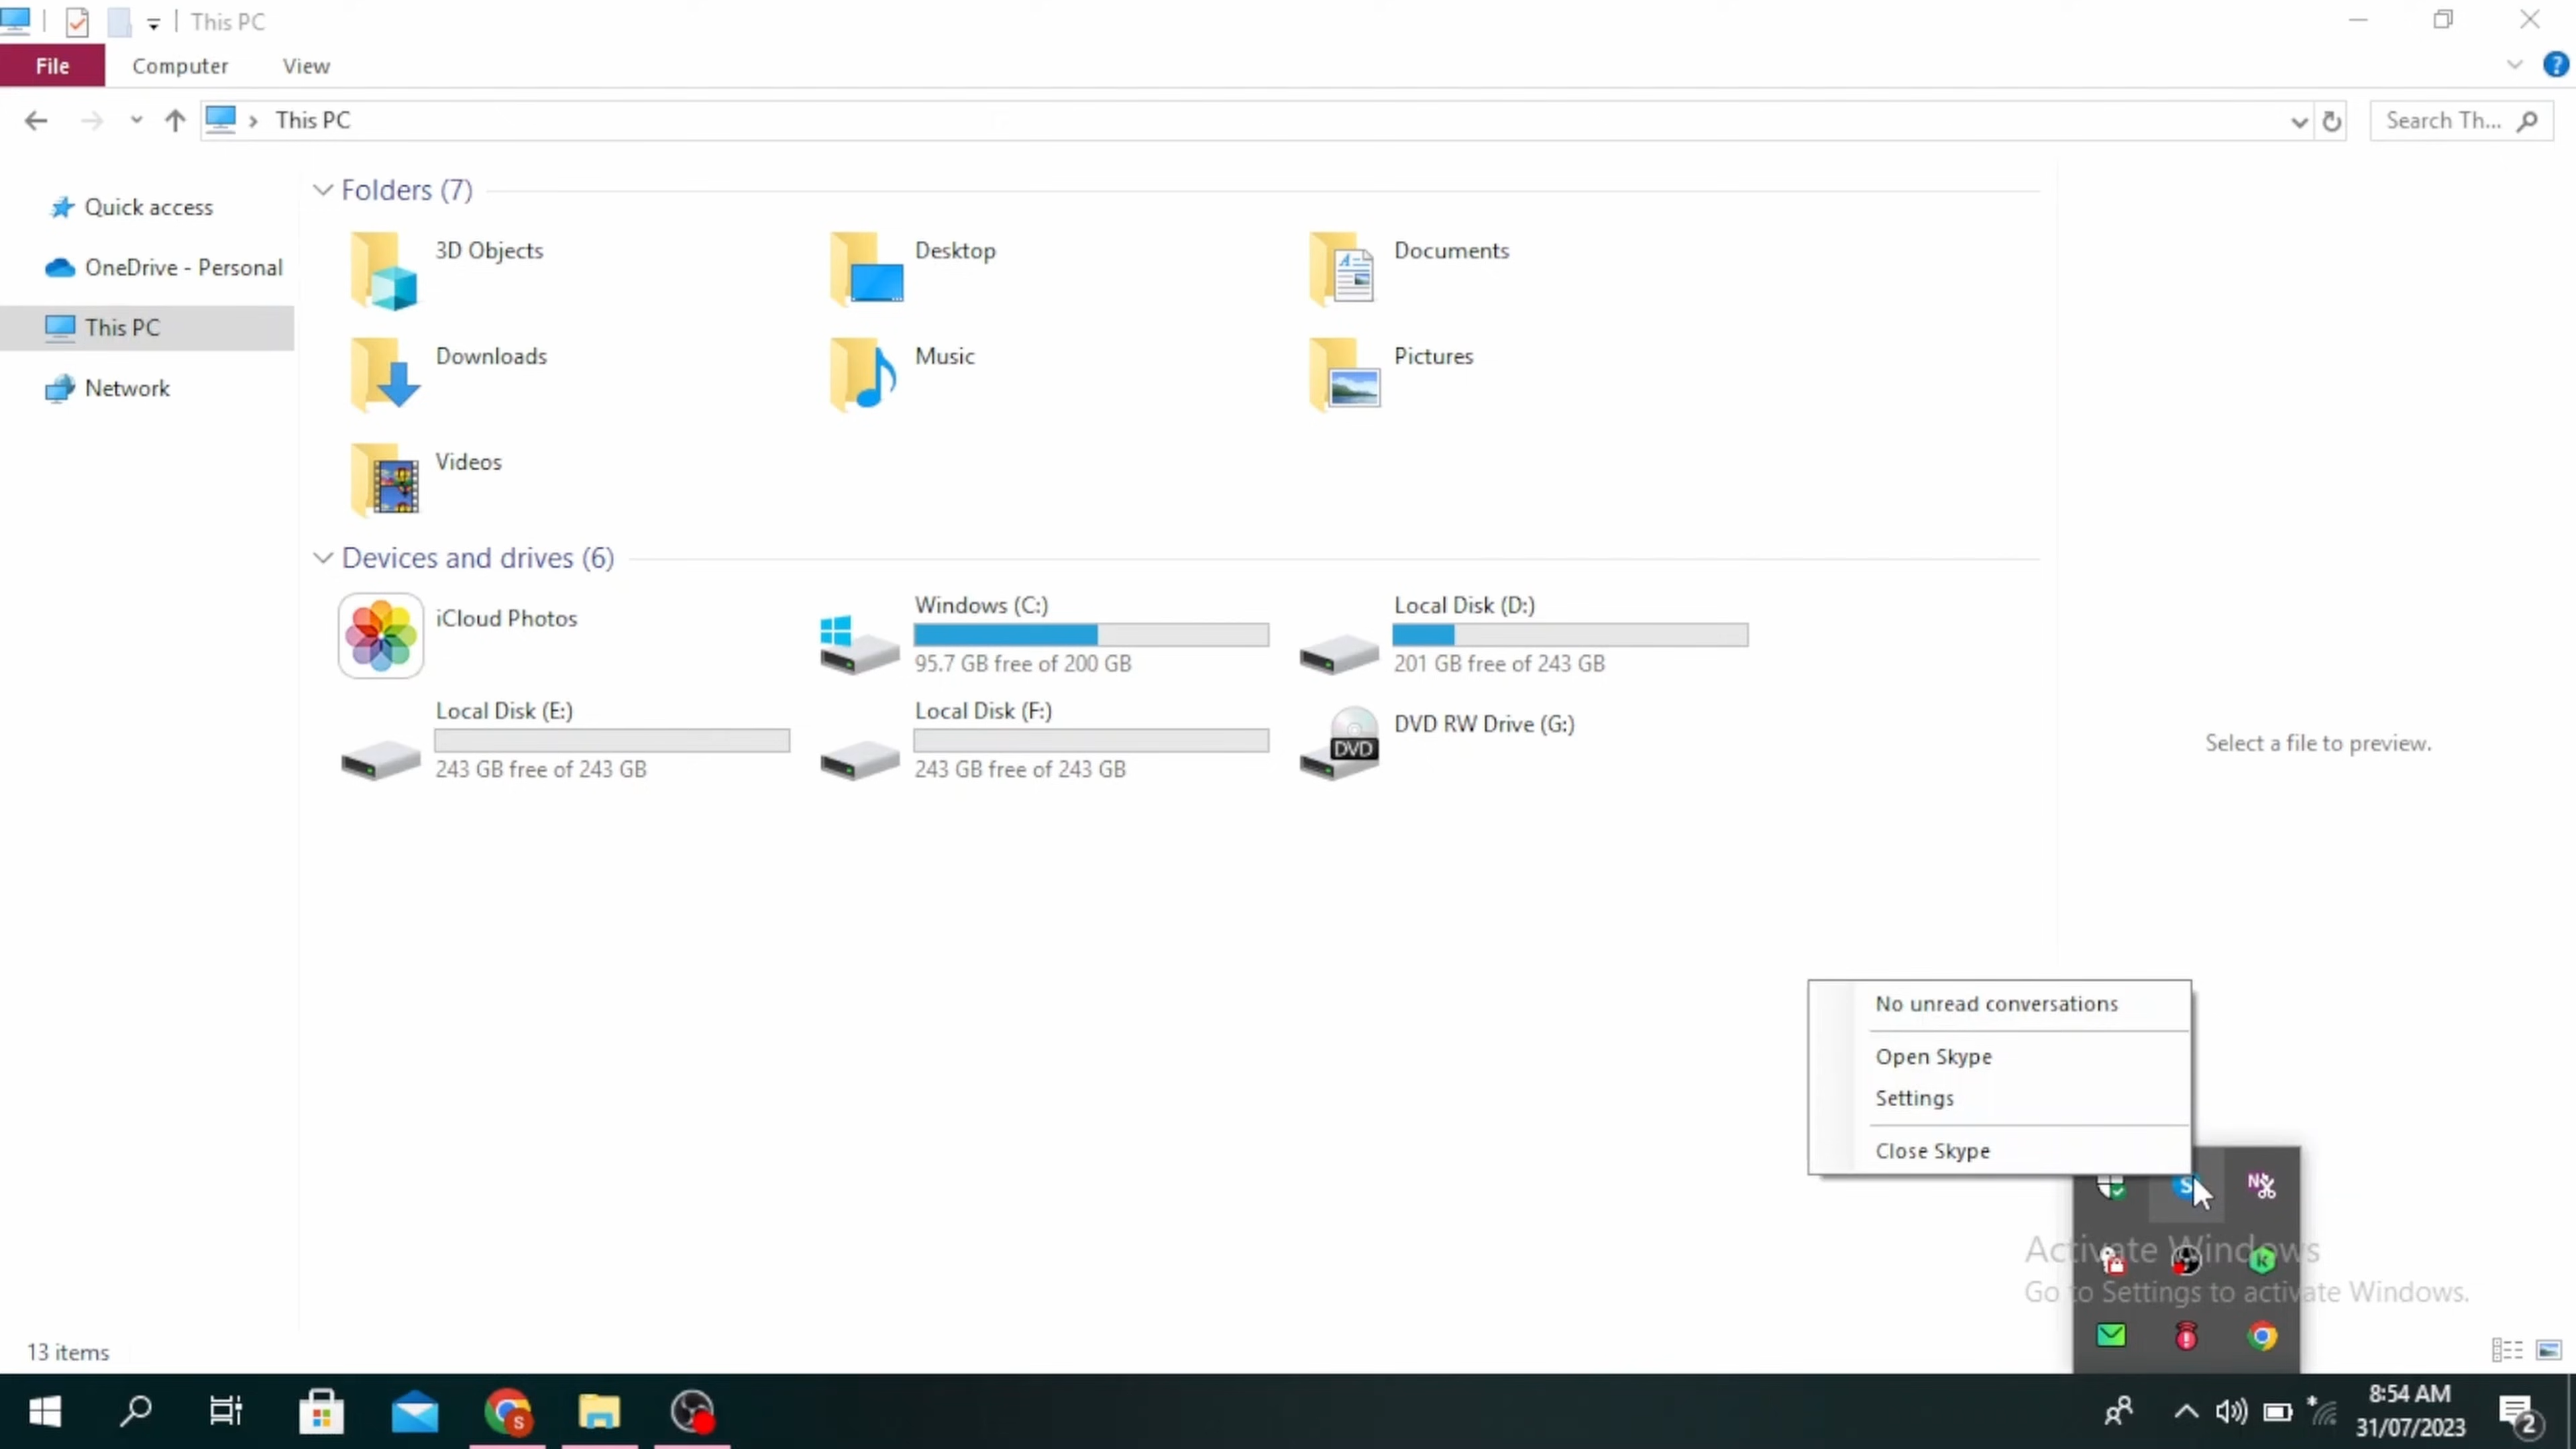 This PC
File
Computer
View
This PC
Search Th...
Quick access
OneDrive - Personal
This PC
Network
Folders (7)
3D Objects
Desktop
Documents
Downloads
Music
Pictures
Videos
Devices and drives (6)
iCloud Photos
Windows (C:)
95.7 GB free of 200 GB
Local Disk (D:)
201 GB free of 243 GB
Local Disk (E:)
243 GB free of 243 GB
Local Disk (F:)
243 GB free of 243 GB
DVD
DVD RW Drive (G:)
Select a file to preview.
No unread conversations
Open Skype
Settings
Close Skype
Activate Windows
Go to Settings to activate Windows.
13 items
8:54 AM
31/07/2023
2